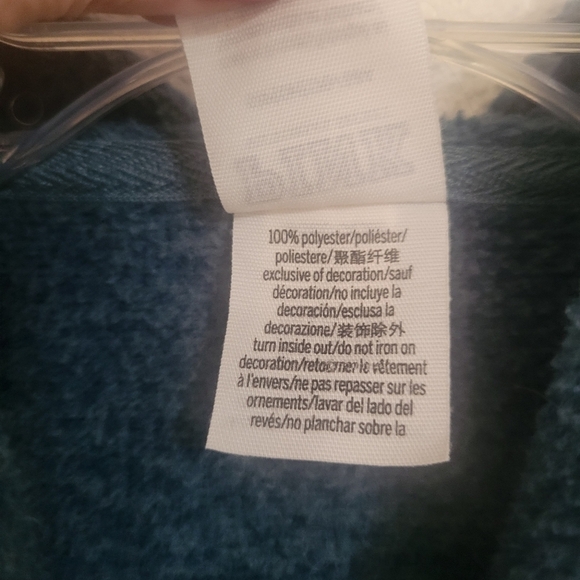 100% polyester/poliéster/
poliestere/聚酯纤维
exclusive of decoration/sauf
décoration/no incluye la
decoración/esclusa la
decorazione/装饰除外
turn inside out/do not iron on
decoration/retourner le vêtement
à l'envers/ne pas repasser sur les
ornements/lavar del lado del
revés/no planchar sobre la